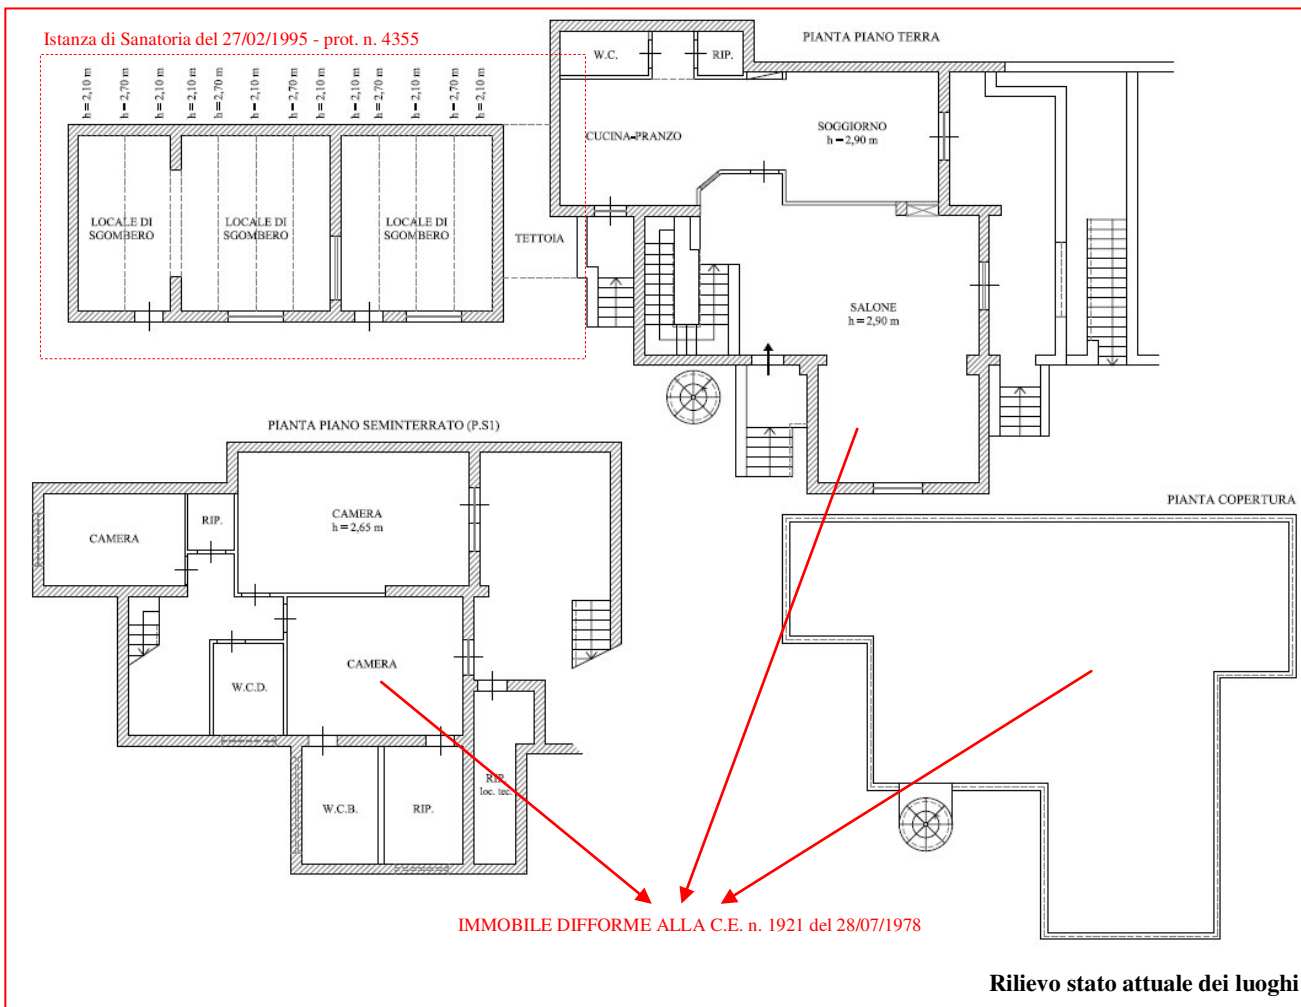 Istanza di Sanatoria del 27/02/1995 - prot. n. 4355
h = 2,10 m
h = 2,70 m
h = 2,10 m
h = 2,10 m
h = 2,70 m
h = 2,10 m
h = 2,70 m
h = 2,10 m
h = 2,10 m
h = 2,70 m
h = 2,10 m
h = 2,70 m
h = 2,10 m
LOCALE DI
SGOMBERO
LOCALE DI
SGOMBERO
LOCALE DI
SGOMBERO
TETTOIA
PIANTA PIANO TERRA
W.C.
RIP.
CUCINA-PRANZO
SOGGIORNO
h = 2,90 m
SALONE
h = 2,90 m
PIANTA PIANO SEMINTERRATO (P.S1)
CAMERA
RIP.
CAMERA
h = 2,65 m
CAMERA
W.C.D.
W.C.B.
RIP.
RIP.
loc. tec.
PIANTA COPERTURA
IMMOBILE DIFFORME ALLA C.E. n. 1921 del 28/07/1978
Rilievo stato attuale dei luoghi